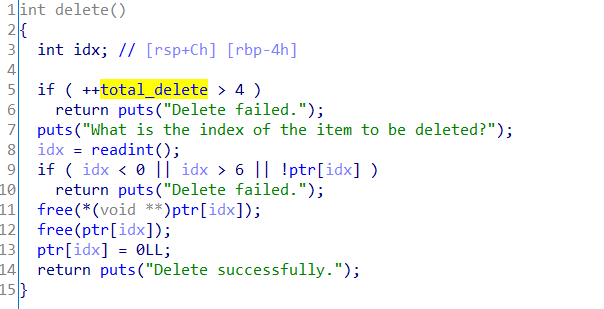 1 int delete()
2 {
3   int idx; // [rsp+Ch] [rbp-4h]
4
5   if ( ++total_delete > 4 )
6     return puts("Delete failed.");
7   puts("What is the index of the item to be deleted?");
8   idx = readint();
9   if ( idx < 0 || idx > 6 || !ptr[idx] )
10     return puts("Delete failed.");
11   free(*(void **)ptr[idx]);
12   free(ptr[idx]);
13   ptr[idx] = 0LL;
14   return puts("Delete successfully.");
15 }